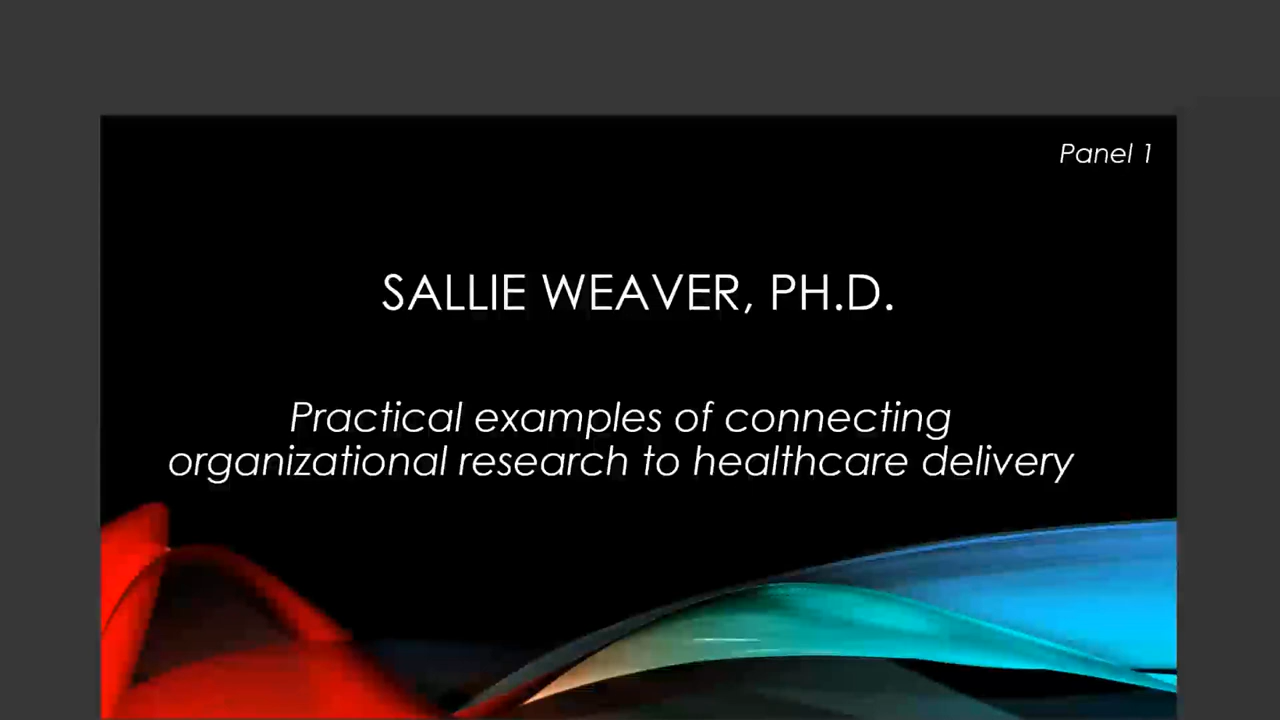 Panel 1
SALLIE WEAVER, PH.D.
Practical examples of connecting
organizational research to healthcare delivery